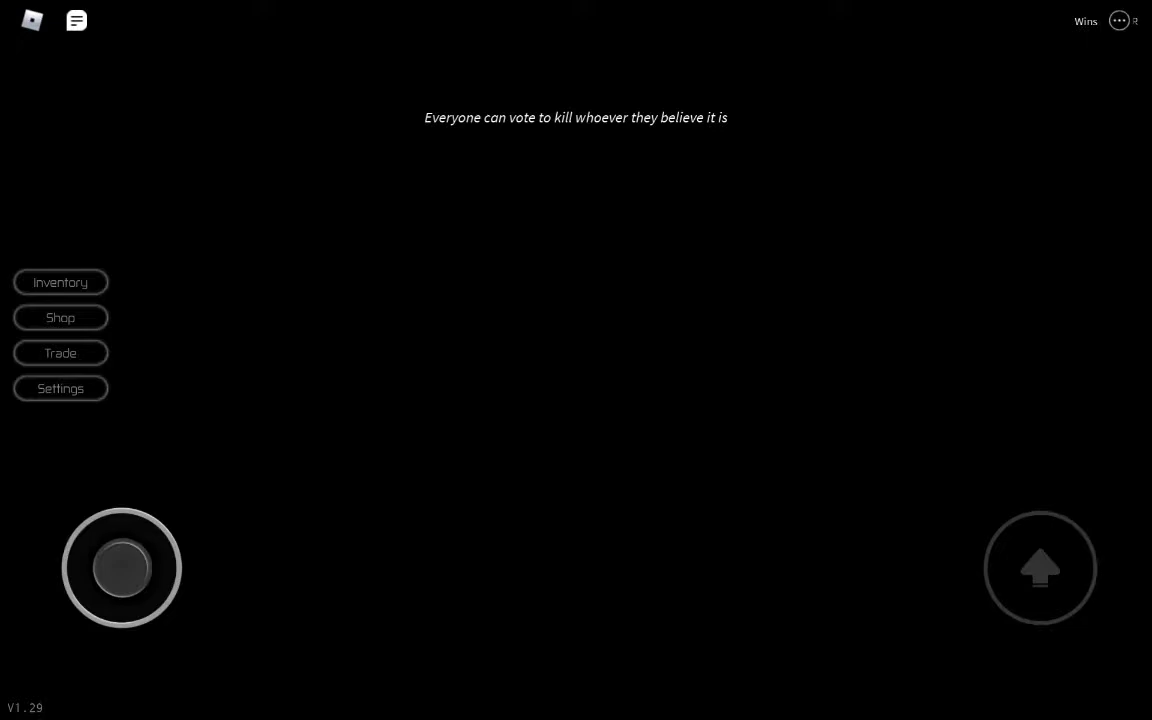 Wins
R
Everyone can vote to kill whoever they believe it is
Inventory
Shop
Trade
Settings
V1.29